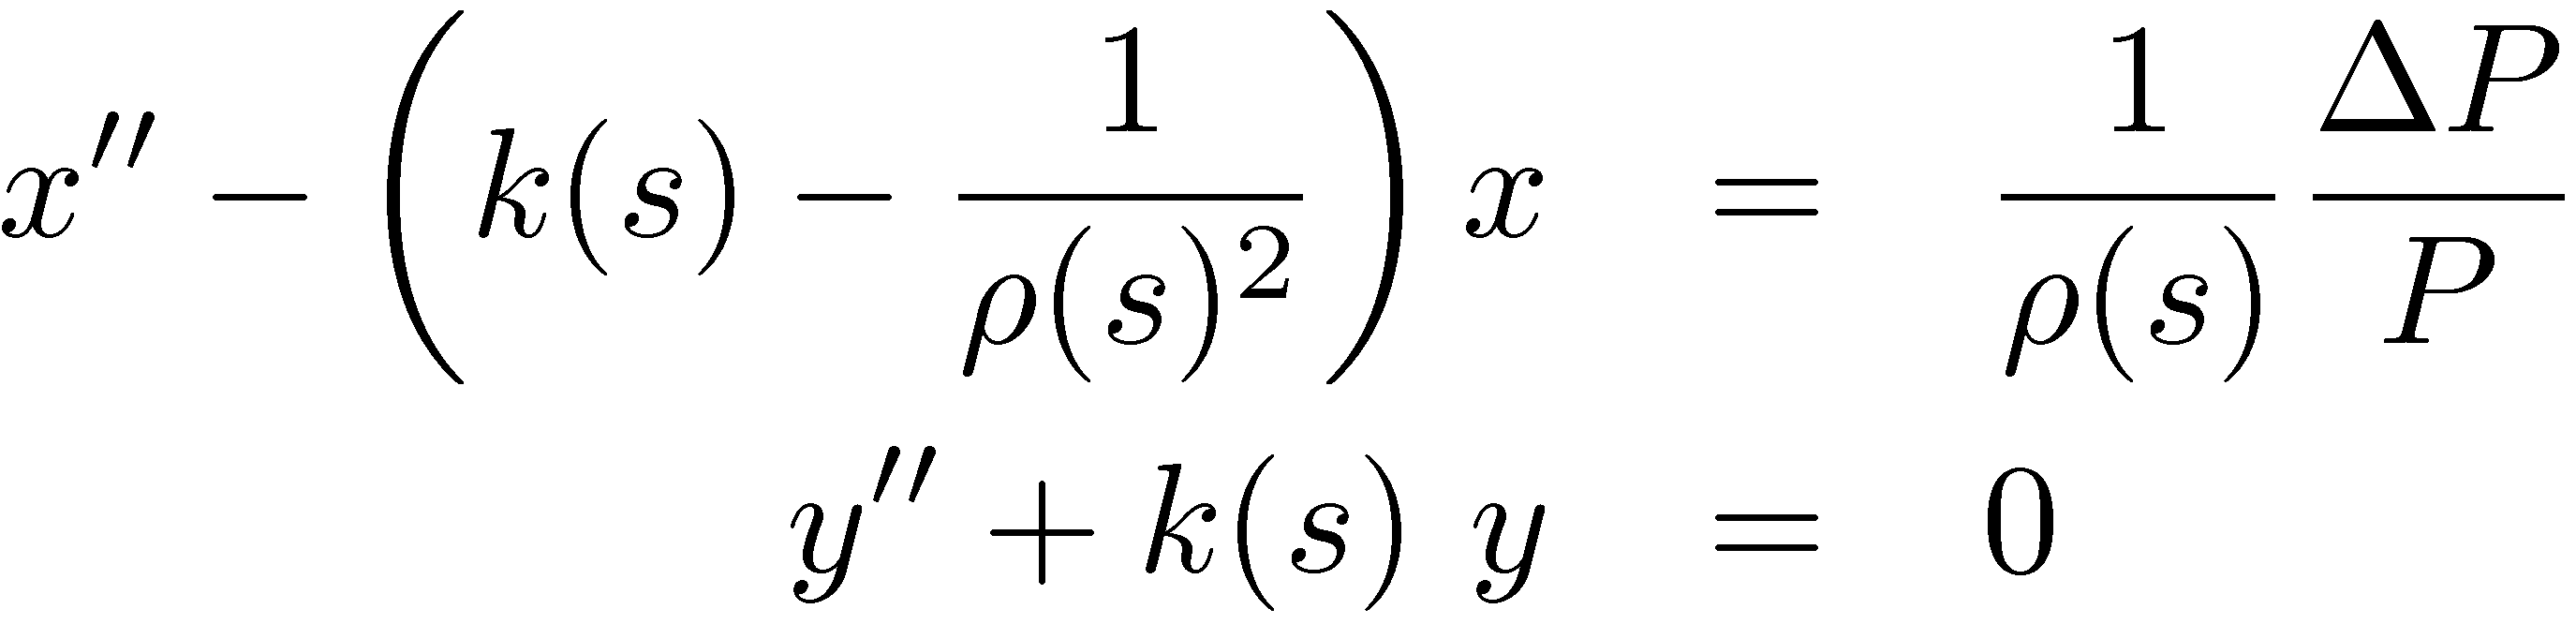 x″ − ( k(s) − 1/ρ(s)² ) x = 1/ρ(s) ΔP/P
y″ + k(s) y = 0